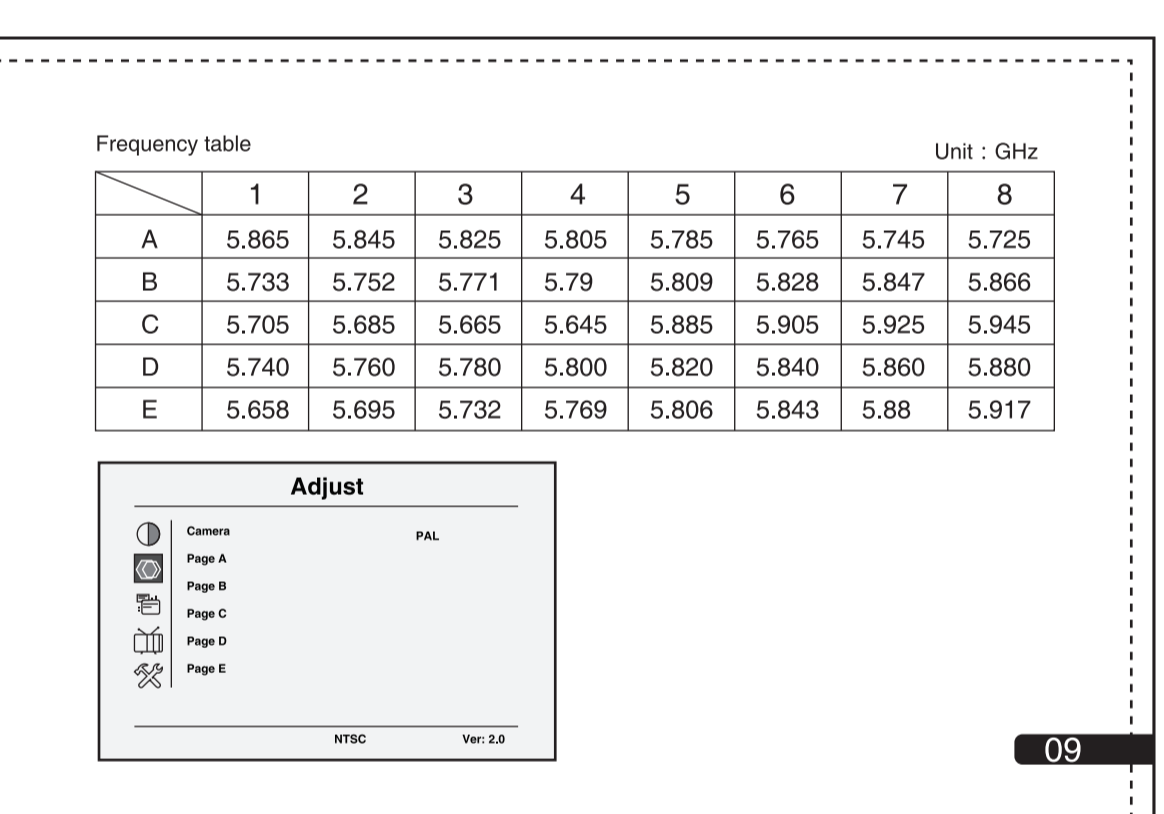 Frequency table
Unit : GHz
1 2 3 4 5 6 7 8
A 5.865 5.845 5.825 5.805 5.785 5.765 5.745 5.725
B 5.733 5.752 5.771 5.79 5.809 5.828 5.847 5.866
C 5.705 5.685 5.665 5.645 5.885 5.905 5.925 5.945
D 5.740 5.760 5.780 5.800 5.820 5.840 5.860 5.880
E 5.658 5.695 5.732 5.769 5.806 5.843 5.88 5.917
Adjust
Camera PAL
Page A
Page B
Page C
Page D
Page E
NTSC Ver: 2.0
09